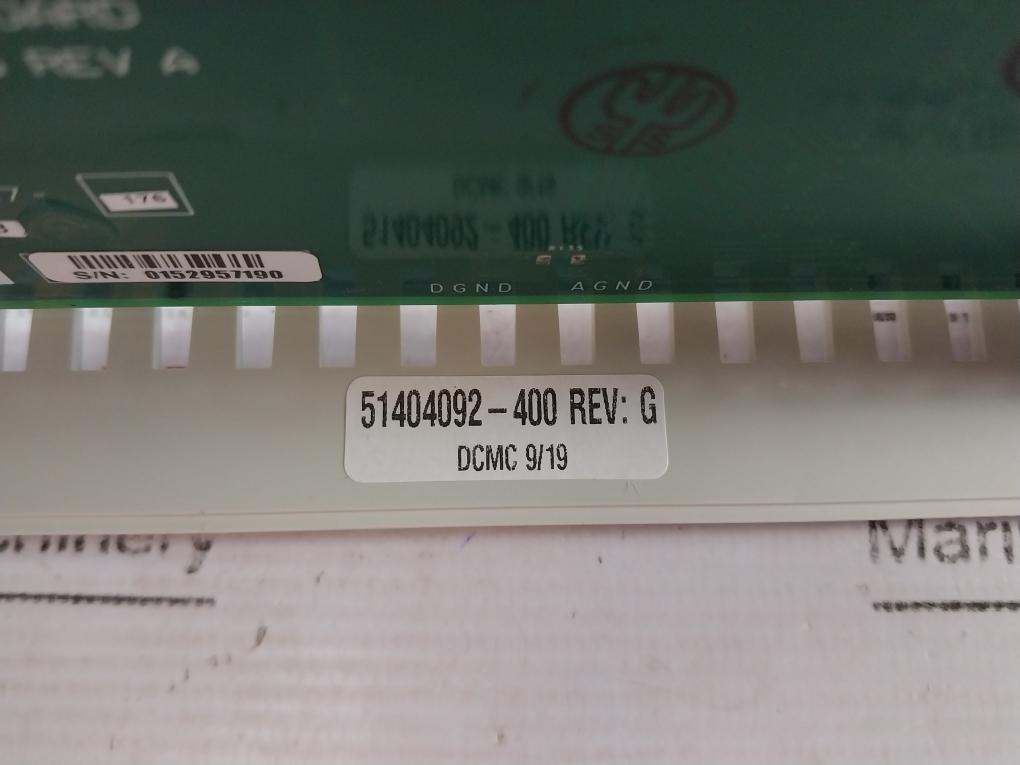 REV A
176
S/N: 0152957190
DGND AGND
51404092-400 REV: G
DCMC 9/19